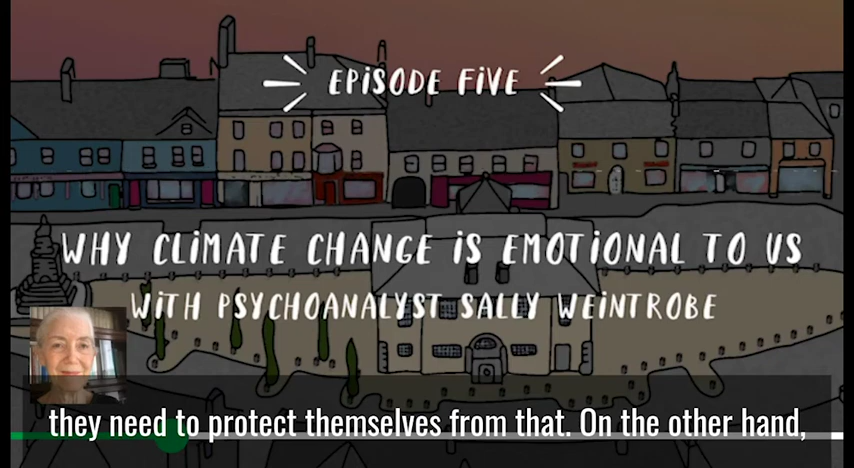 EPiSODE FiVE
WHY CLiMATE CHANGE iS EMOTiONAL TO US
WiTH PSYCHOANALYST SALLY WEiNTROBE
they need to protect themselves from that. On the other hand,